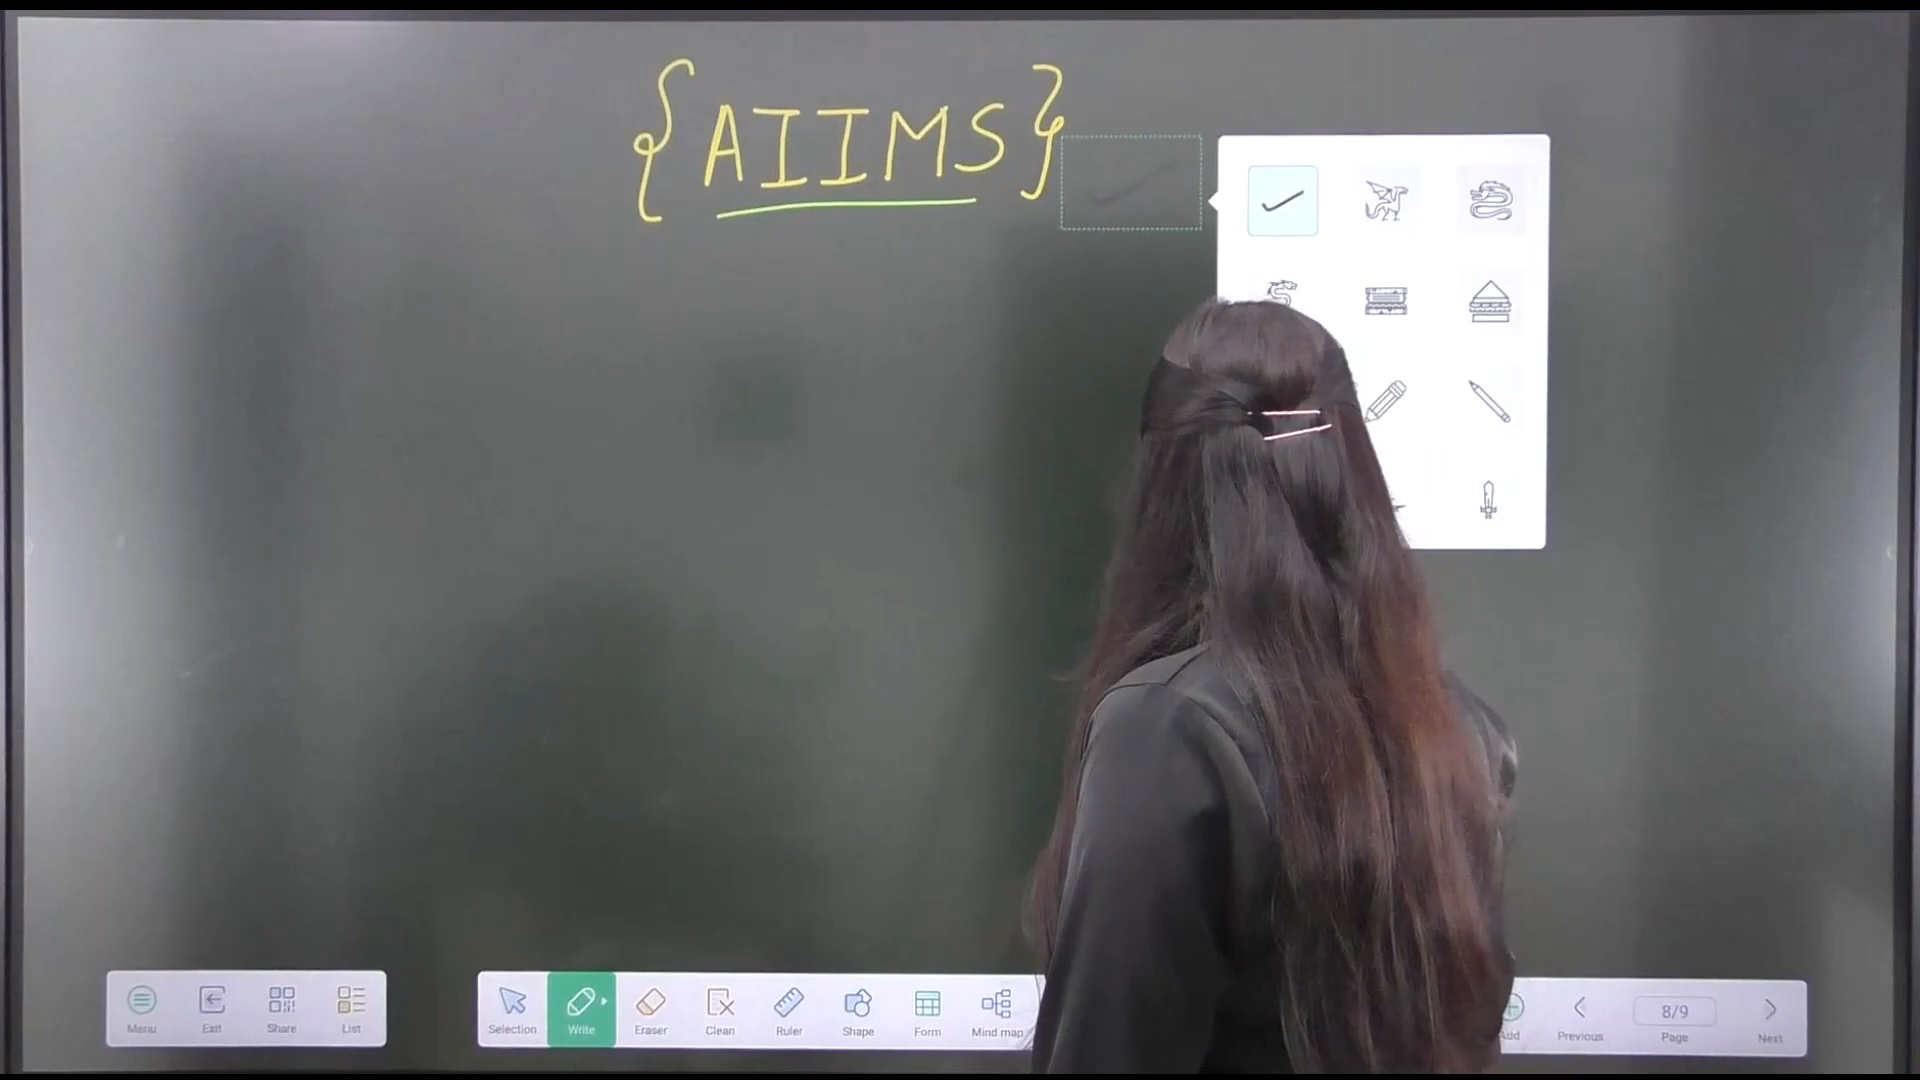 {AIIMS}
Menu Exit Share List
Selection Write Eraser Clean Ruler Shape Form Mind map
Add Previous 8/9 Page Next